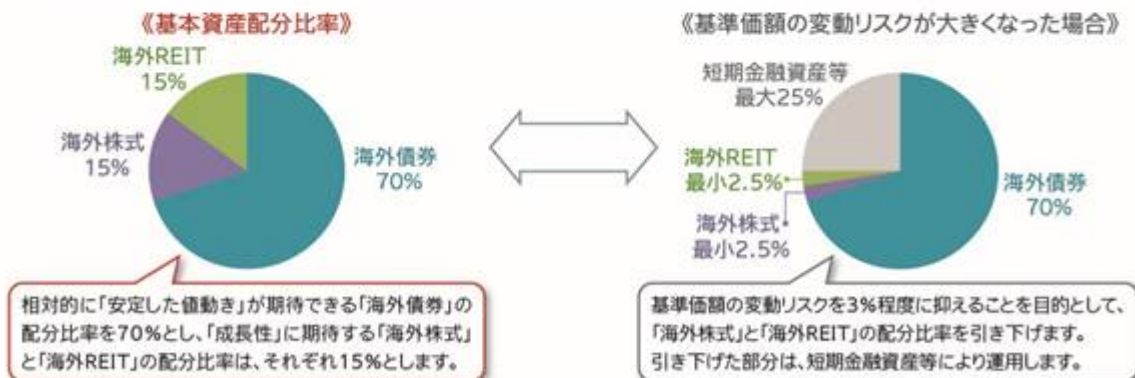 《基本資産配分比率》
海外REIT
15%
海外株式
15%
海外債券
70%
相対的に「安定した値動き」が期待できる「海外債券」の
配分比率を70%とし、「成長性」に期待する「海外株式」
と「海外REIT」の配分比率は、それぞれ15%とします。
《基準価額の変動リスクが大きくなった場合》
短期金融資産等
最大25%
海外REIT
最小2.5%
海外株式
最小2.5%
海外債券
70%
基準価額の変動リスクを3%程度に抑えることを目的として、
「海外株式」と「海外REIT」の配分比率を引き下げます。
引き下げた部分は、短期金融資産等により運用します。